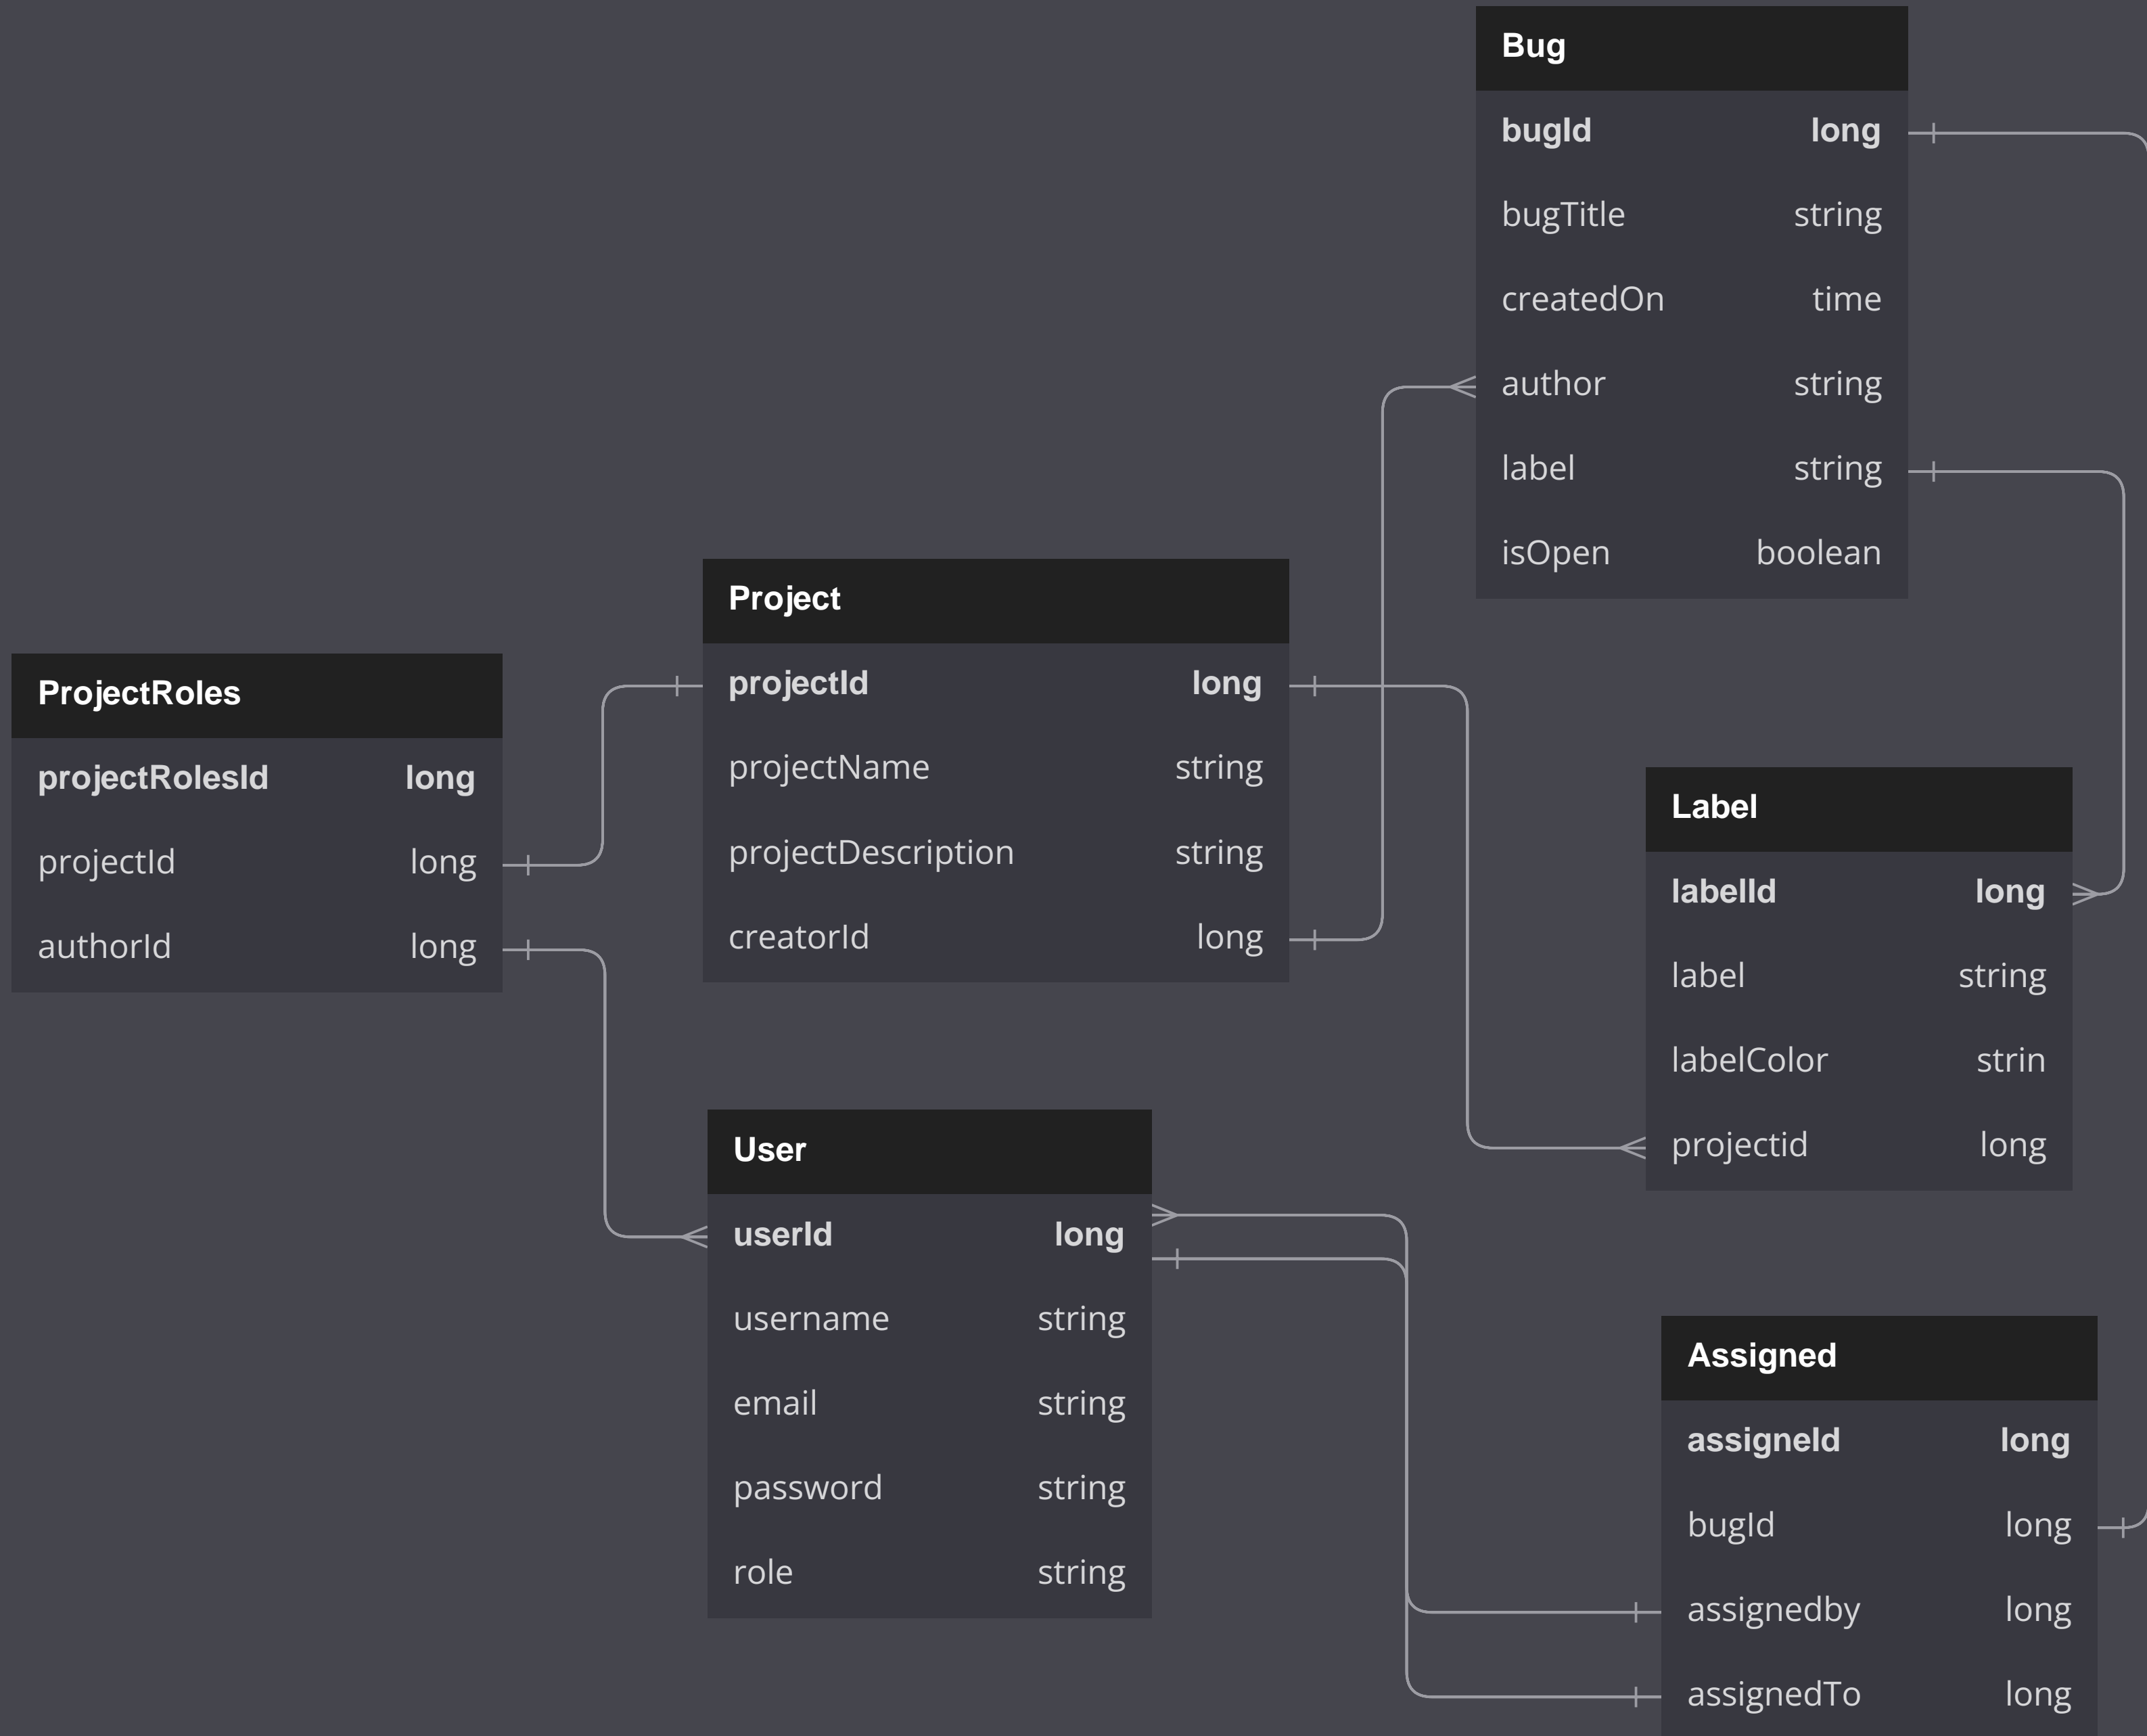 Bug
bugId long
bugTitle string
createdOn time
author string
label string
isOpen boolean
Project
projectId long
projectName string
projectDescription string
creatorId long
ProjectRoles
projectRolesId long
projectId long
authorId long
Label
labelId long
label string
labelColor strin
projectid long
User
userId long
username string
email string
password string
role string
Assigned
assigneId long
bugId long
assignedby long
assignedTo long